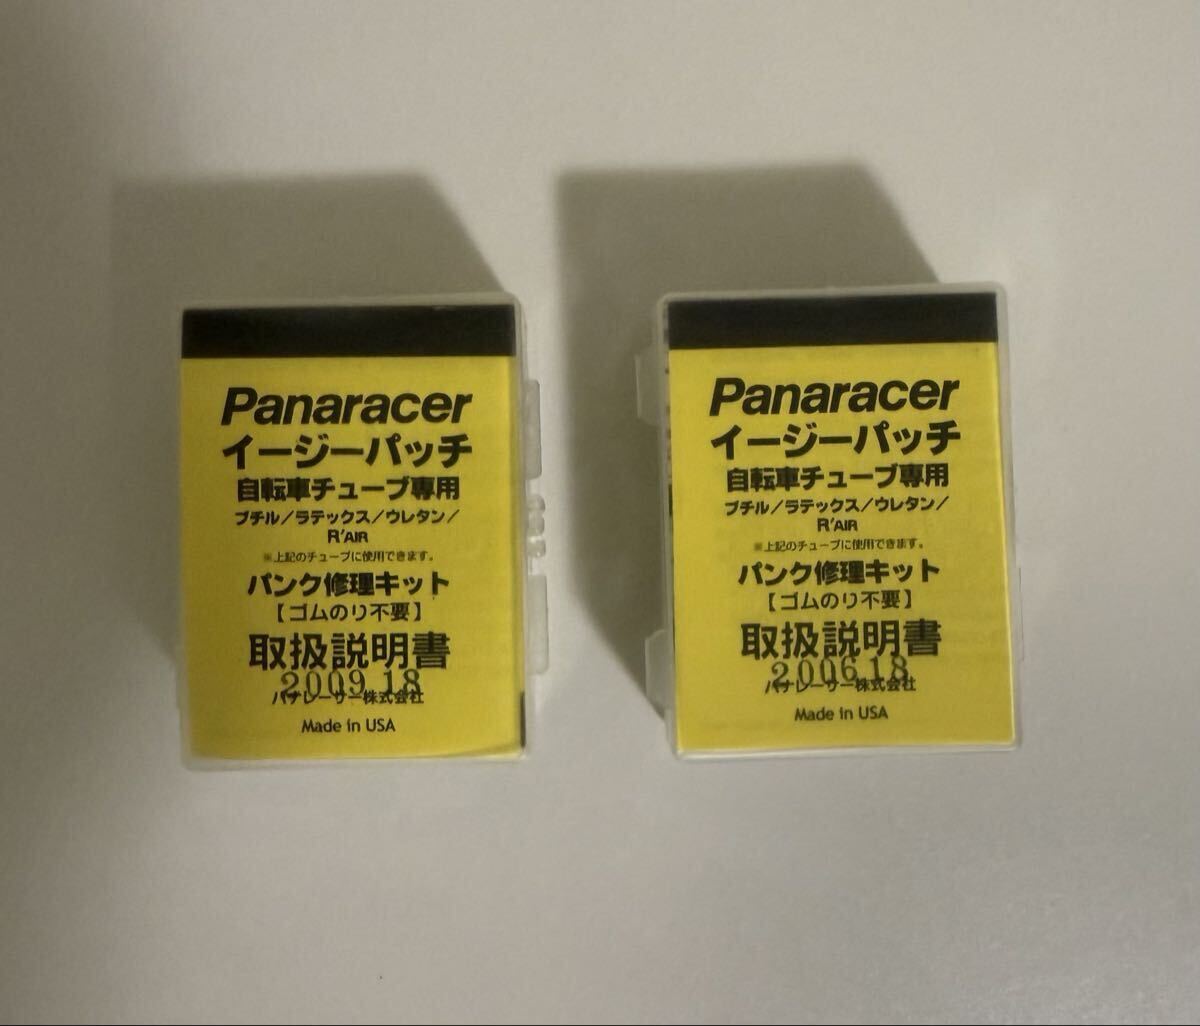 Panaracer
イージーパッチ
自転車チューブ専用
ブチル/ラテックス/ウレタン/
R'AIR
※上記のチューブに使用できます。
パンク修理キット
【ゴムのり不要】
取扱説明書
2009.18
パナレーサー株式会社
Made in USA
Panaracer
イージーパッチ
自転車チューブ専用
ブチル/ラテックス/ウレタン/
R'AIR
※上記のチューブに使用できます。
パンク修理キット
【ゴムのり不要】
取扱説明書
2006.18
パナレーサー株式会社
Made in USA